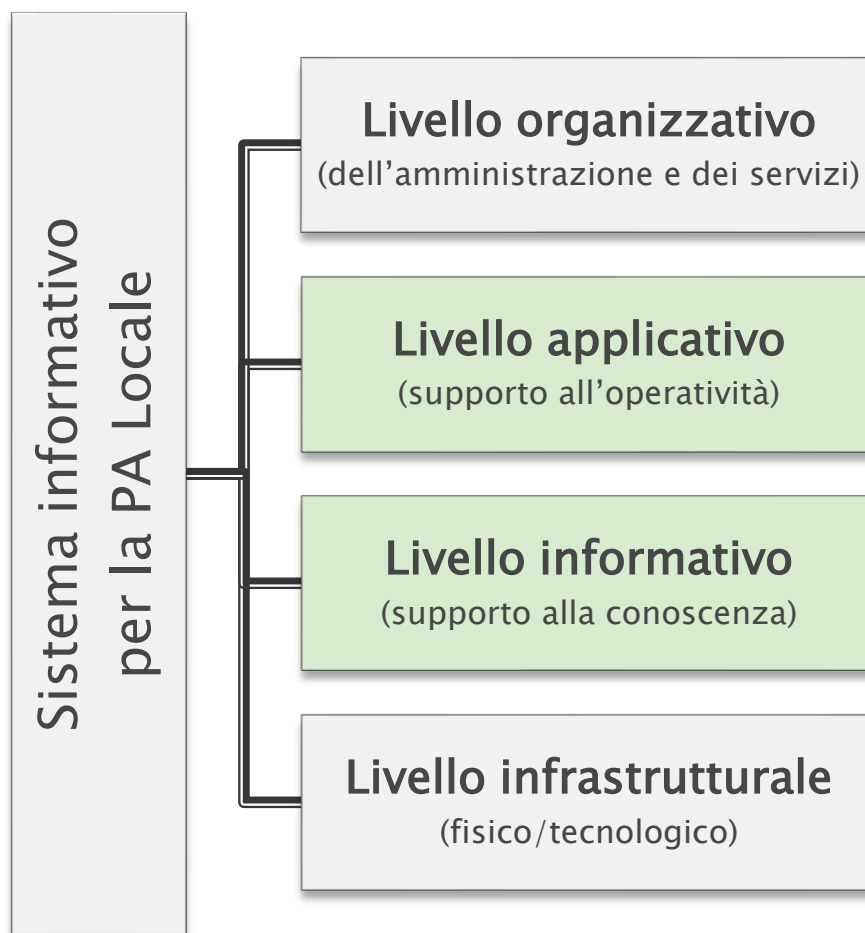 Sistema informativo
per la PA Locale
Livello organizzativo
(dell’amministrazione e dei servizi)
Livello applicativo
(supporto all’operatività)
Livello informativo
(supporto alla conoscenza)
Livello infrastrutturale
(fisico/tecnologico)